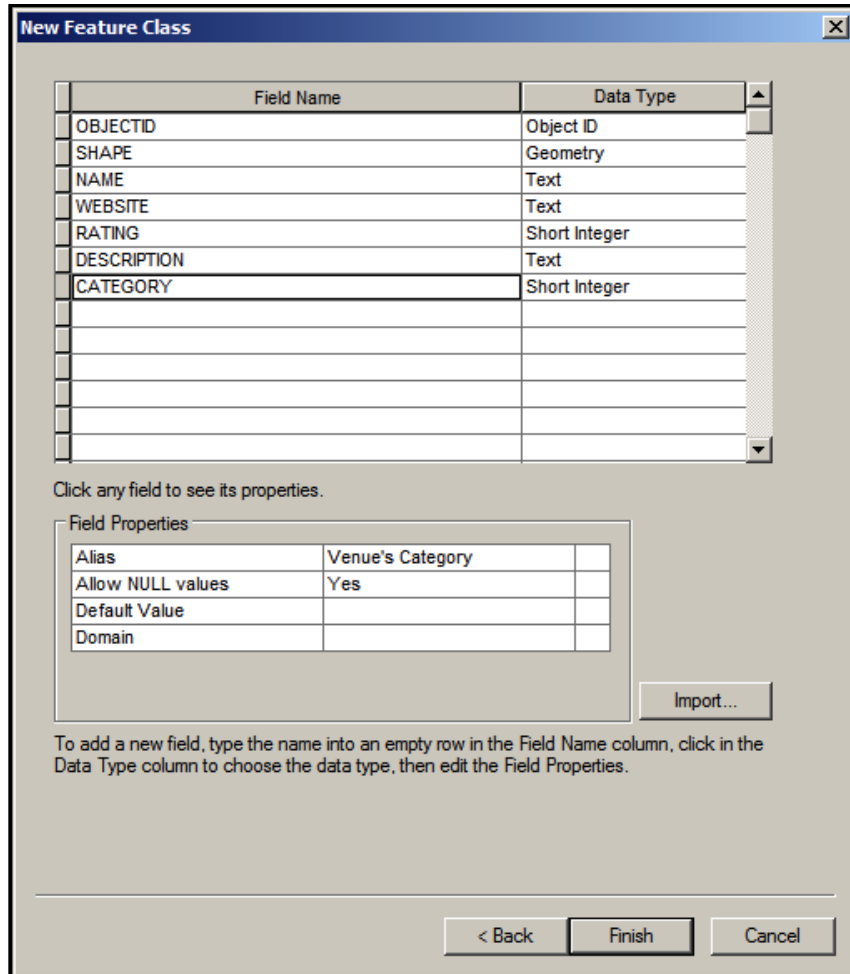 New Feature Class
Field Name Data Type
OBJECTID Object ID
SHAPE Geometry
NAME Text
WEBSITE Text
RATING Short Integer
DESCRIPTION Text
CATEGORY Short Integer
Click any field to see its properties.
Field Properties
Alias Venue's Category
Allow NULL values Yes
Default Value
Domain
Import...
To add a new field, type the name into an empty row in the Field Name column, click in the
Data Type column to choose the data type, then edit the Field Properties.
< Back Finish Cancel